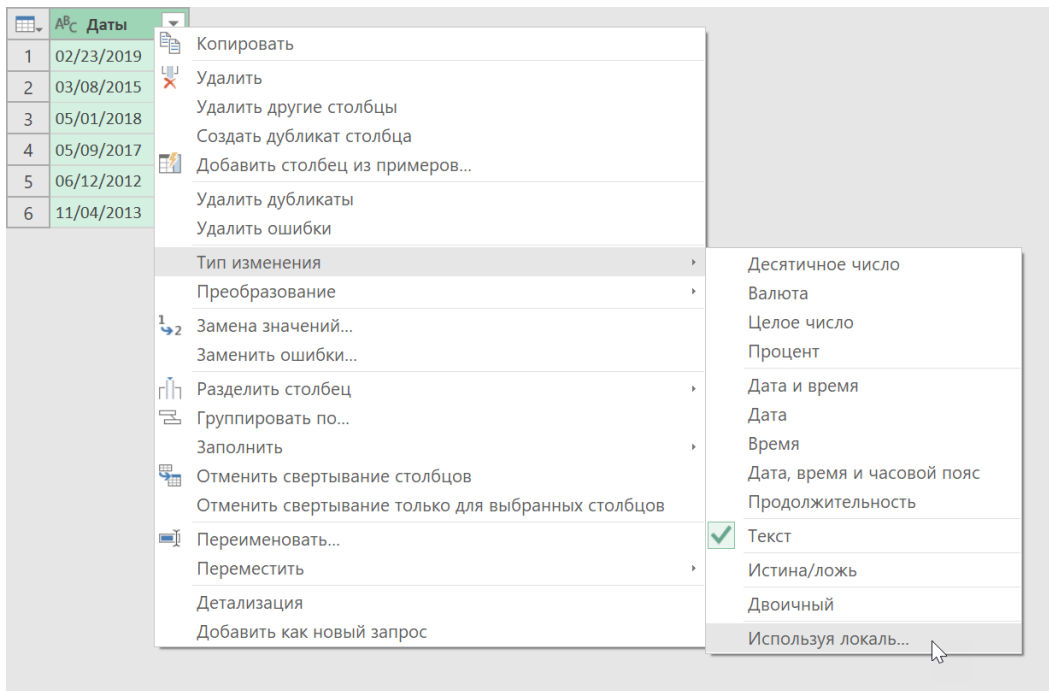 ABC Даты
1 02/23/2019
2 03/08/2015
3 05/01/2018
4 05/09/2017
5 06/12/2012
6 11/04/2013
Копировать
Удалить
Удалить другие столбцы
Создать дубликат столбца
Добавить столбец из примеров...
Удалить дубликаты
Удалить ошибки
Тип изменения
Преобразование
1 2 Замена значений...
Заменить ошибки...
Разделить столбец
Группировать по...
Заполнить
Отменить свертывание столбцов
Отменить свертывание только для выбранных столбцов
Переименовать...
Переместить
Детализация
Добавить как новый запрос
Десятичное число
Валюта
Целое число
Процент
Дата и время
Дата
Время
Дата, время и часовой пояс
Продолжительность
Текст
Истина/ложь
Двоичный
Используя локаль...